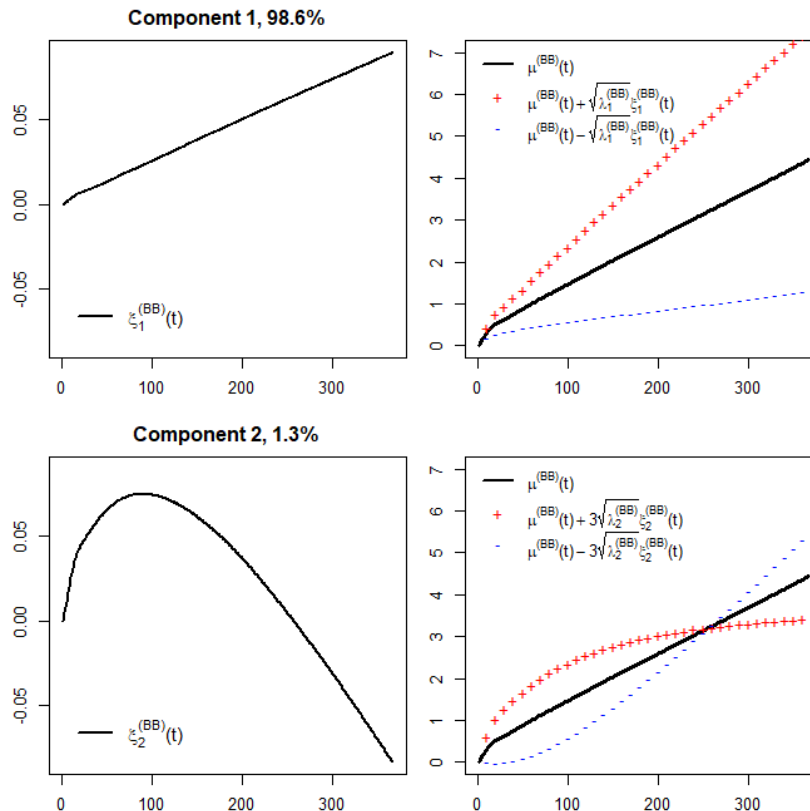 Component 1, 98.6%
0.05
0.00
-0.05
ξ₁^(BB)(t)
0 100 200 300
7
6
5
4
3
2
1
0
μ^(BB)(t)
μ^(BB)(t)+√λ₁^(BB)ξ₁^(BB)(t)
μ^(BB)(t)−√λ₁^(BB)ξ₁^(BB)(t)
0 100 200 300
Component 2, 1.3%
0.05
0.00
-0.05
ξ₂^(BB)(t)
0 100 200 300
7
6
5
4
3
2
1
0
μ^(BB)(t)
μ^(BB)(t)+3√λ₂^(BB)ξ₂^(BB)(t)
μ^(BB)(t)−3√λ₂^(BB)ξ₂^(BB)(t)
0 100 200 300